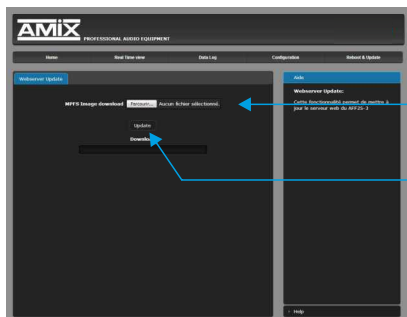 AMIX
PROFESSIONAL AUDIO EQUIPMENT
Home Real Time view Data Log Configuration Reboot & Update
Webserver Update
MPFS Image download Parcourir... Aucun fichier sélectionné.
Update
Download
Aide
Webserver Update:
Cette fonctionnalité permet de mettre à
jour le serveur web du AFF25-3
› Help